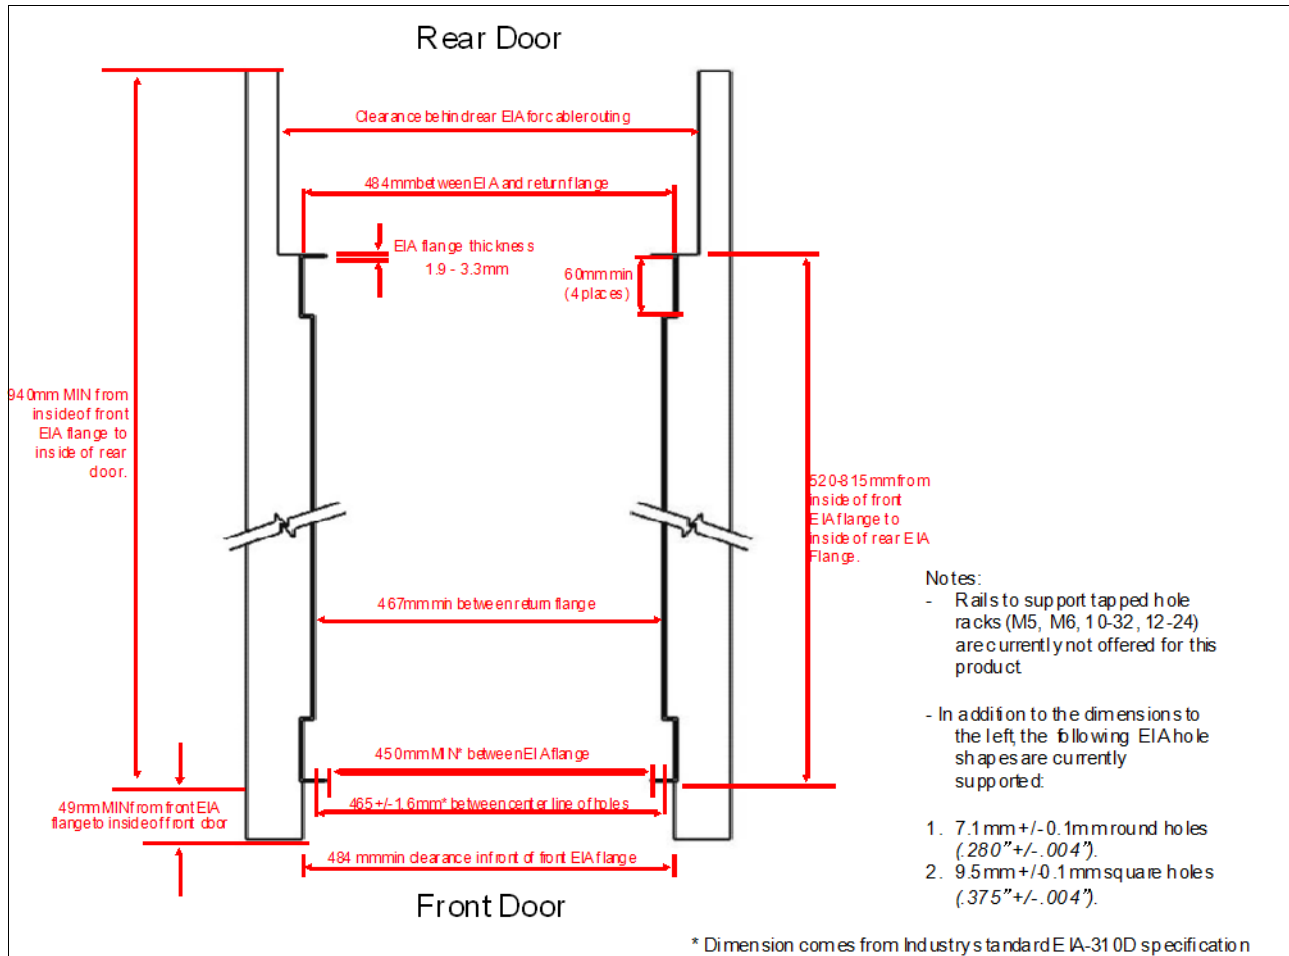 Rear Door
Clearance behind rear EIA for cable routing
484mm between EIA and return flange
EIA flange thickness
1.9 - 3.3mm
60mm min
(4 places)
940mm MIN from
inside of front
EIA flange to
inside of rear
door.
520-815mm from
inside of front
EIA flange to
inside of rear EIA
Flange.
467mm min between return flange
Notes:
- Rails to support tapped hole
racks (M5, M6, 10-32, 12-24)
are currently not offered for this
product.
- In addition to the dimensions to
the left, the following EIA hole
shapes are currently
supported:
450mm MIN* between EIA flange
465 +/- 1.6mm* between center line of holes
49mm MIN from front EIA
flange to inside of front door
484 mm min clearance in front of front EIA flange
1. 7.1mm +/- 0.1mm round holes
(.280" +/- .004").
2. 9.5mm +/-0.1mm square holes
(.375" +/- .004").
Front Door
* Dimension comes from Industry standard EIA-310D specification